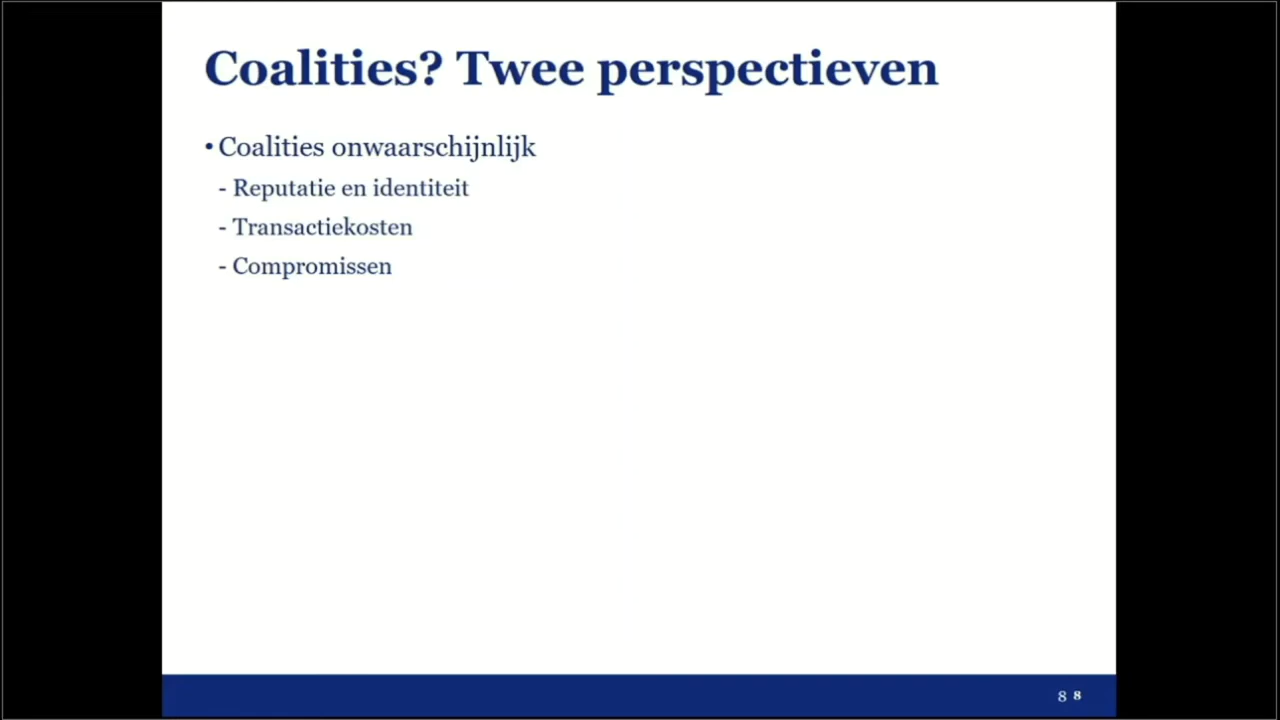 Coalities? Twee perspectieven
• Coalities onwaarschijnlijk
- Reputatie en identiteit
- Transactiekosten
- Compromissen
8 8